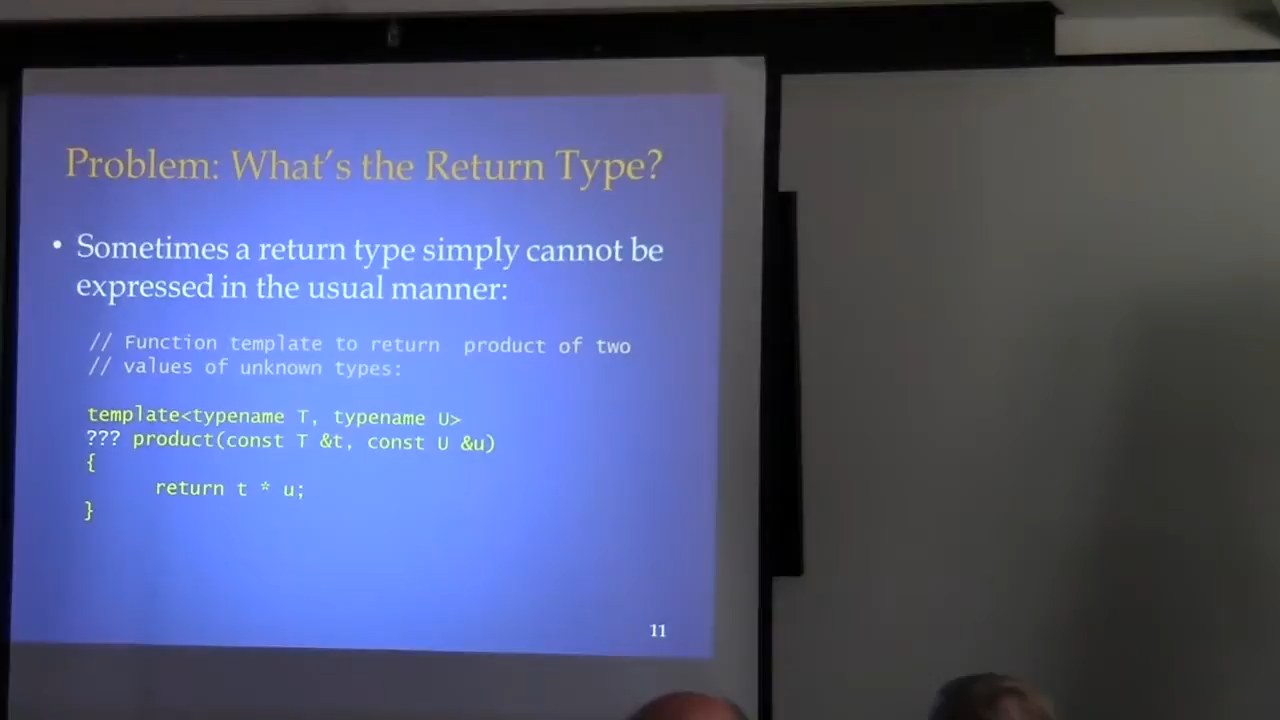 Problem: What's the Return Type?
• Sometimes a return type simply cannot be
expressed in the usual manner:
// Function template to return  product of two
// values of unknown types:
template<typename T, typename U>
??? product(const T &t, const U &u)
{
return t * u;
}
11